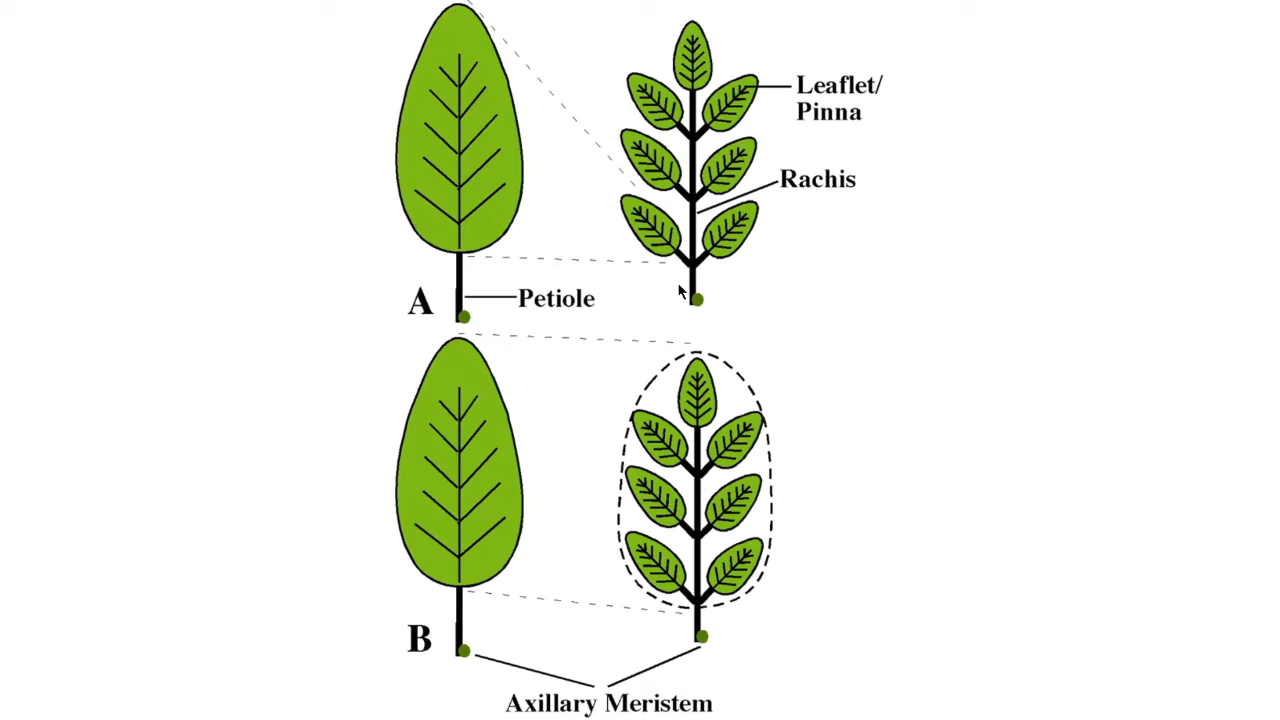 Leaflet/
Pinna
Rachis
A
Petiole
B
Axillary Meristem